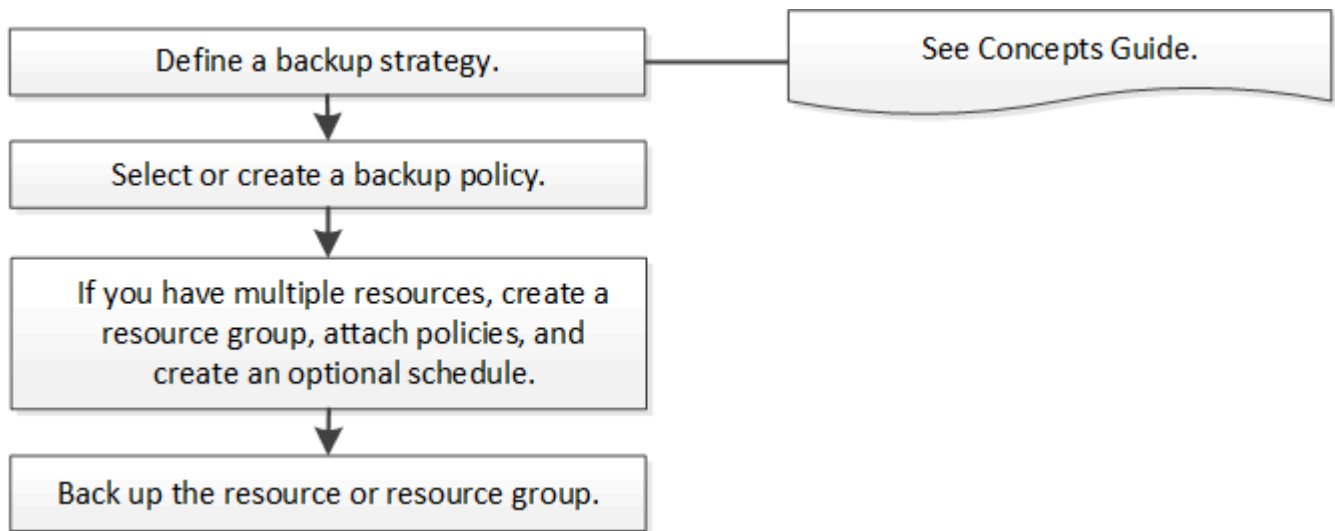 Define a backup strategy.
See Concepts Guide.
Select or create a backup policy.
If you have multiple resources, create a
resource group, attach policies, and
create an optional schedule.
Back up the resource or resource group.